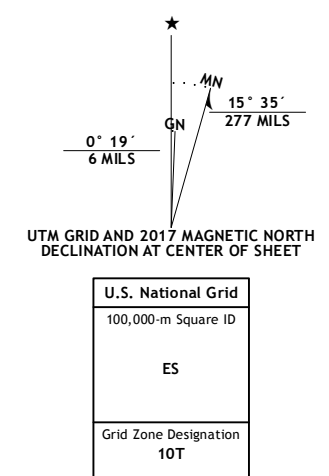 MN
GN
15° 35´
277 MILS
0° 19´
6 MILS
UTM GRID AND 2017 MAGNETIC NORTH
DECLINATION AT CENTER OF SHEET
U.S. National Grid
100,000-m Square ID
ES
Grid Zone Designation
10T